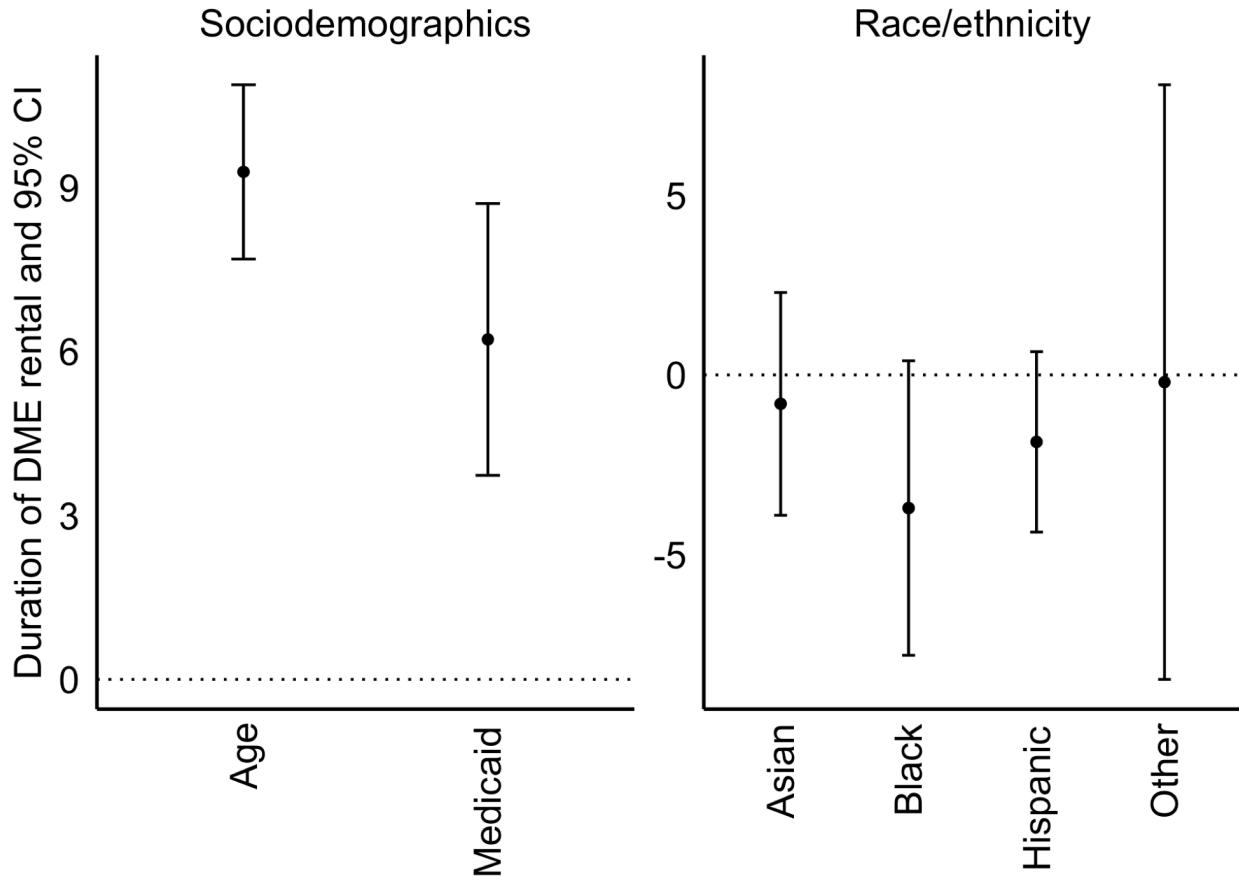 Sociodemographics
Race/ethnicity
Duration of DME rental and 95% CI
9
6
3
0
Age
Medicaid
5
0
-5
Asian
Black
Hispanic
Other